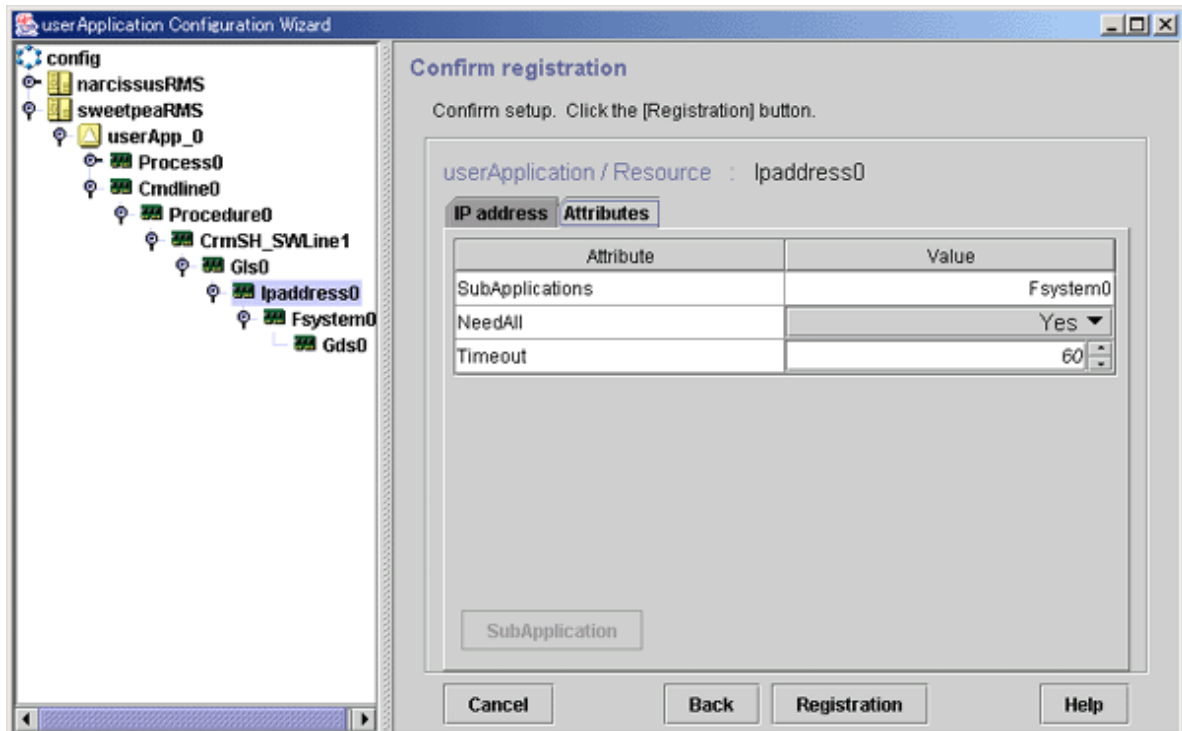 userApplication Configuration Wizard
config
narcissusRMS
sweetpeaRMS
userApp_0
Process0
Cmdline0
Procedure0
CrmSH_SWLine1
Gls0
Ipaddress0
Fsystem0
Gds0
Confirm registration
Confirm setup. Click the [Registration] button.
userApplication / Resource : Ipaddress0
IP address Attributes
Attribute Value
SubApplications Fsystem0
NeedAll Yes
Timeout 60
SubApplication
Cancel Back Registration Help